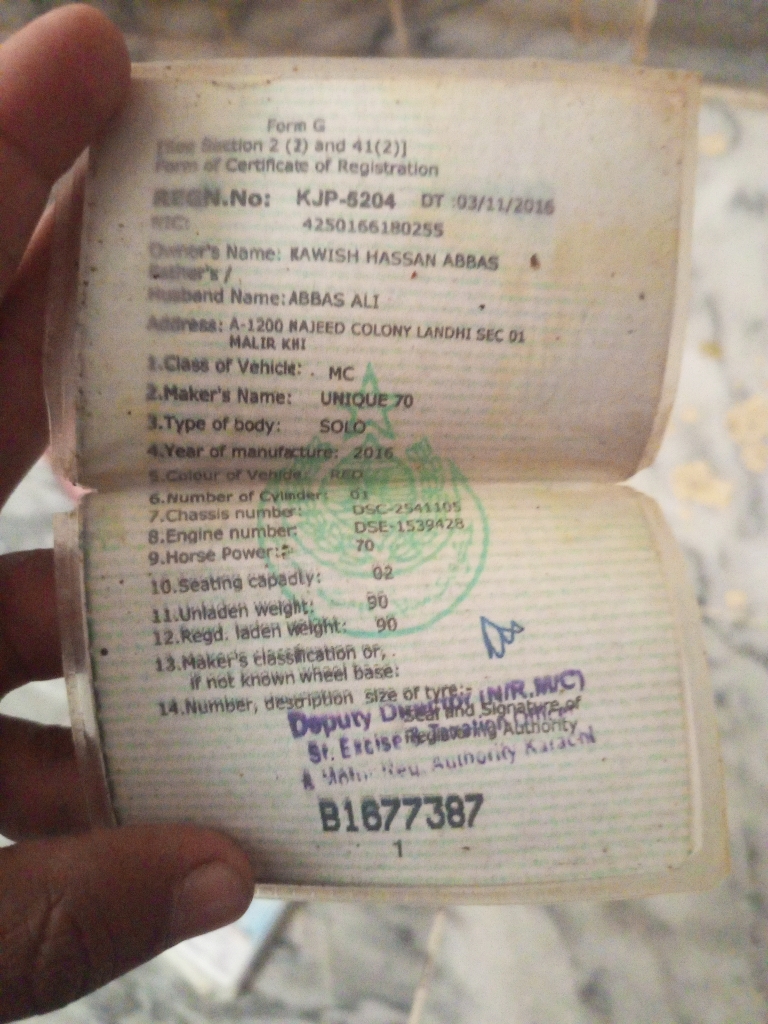 Form G
[See Section 2 (2) and 41(2)]
Form of Certificate of Registration
REGN.No: KJP-5204 DT :03/11/2016
NIC: 4250166180255
Owner's Name: KAWISH HASSAN ABBAS
Father's /
Husband Name: ABBAS ALI
Address: A-1200 NAJEED COLONY LANDHI SEC 01
MALIR KHI
1.Class of Vehicle: MC
2.Maker's Name: UNIQUE 70
3.Type of body: SOLO
4.Year of manufacture: 2016
5.Colour of Vehicle: RED
6.Number of Cylinder: 01
7.Chassis number: DSC-2541105
8.Engine number: DSE-1539428
9.Horse Power: 70
10.Seating capacity: 02
11.Unladen weight: 90
12.Regd. laden weight: 90
13.Maker's classification or,
if not known wheel base:
14.Number, description size of tyre:-
Deputy Director (N/R.M/C)
Seal and Signature of
Registering Authority
Sr. Excise & Taxation Officer
Authority Karachi
B1677387
1